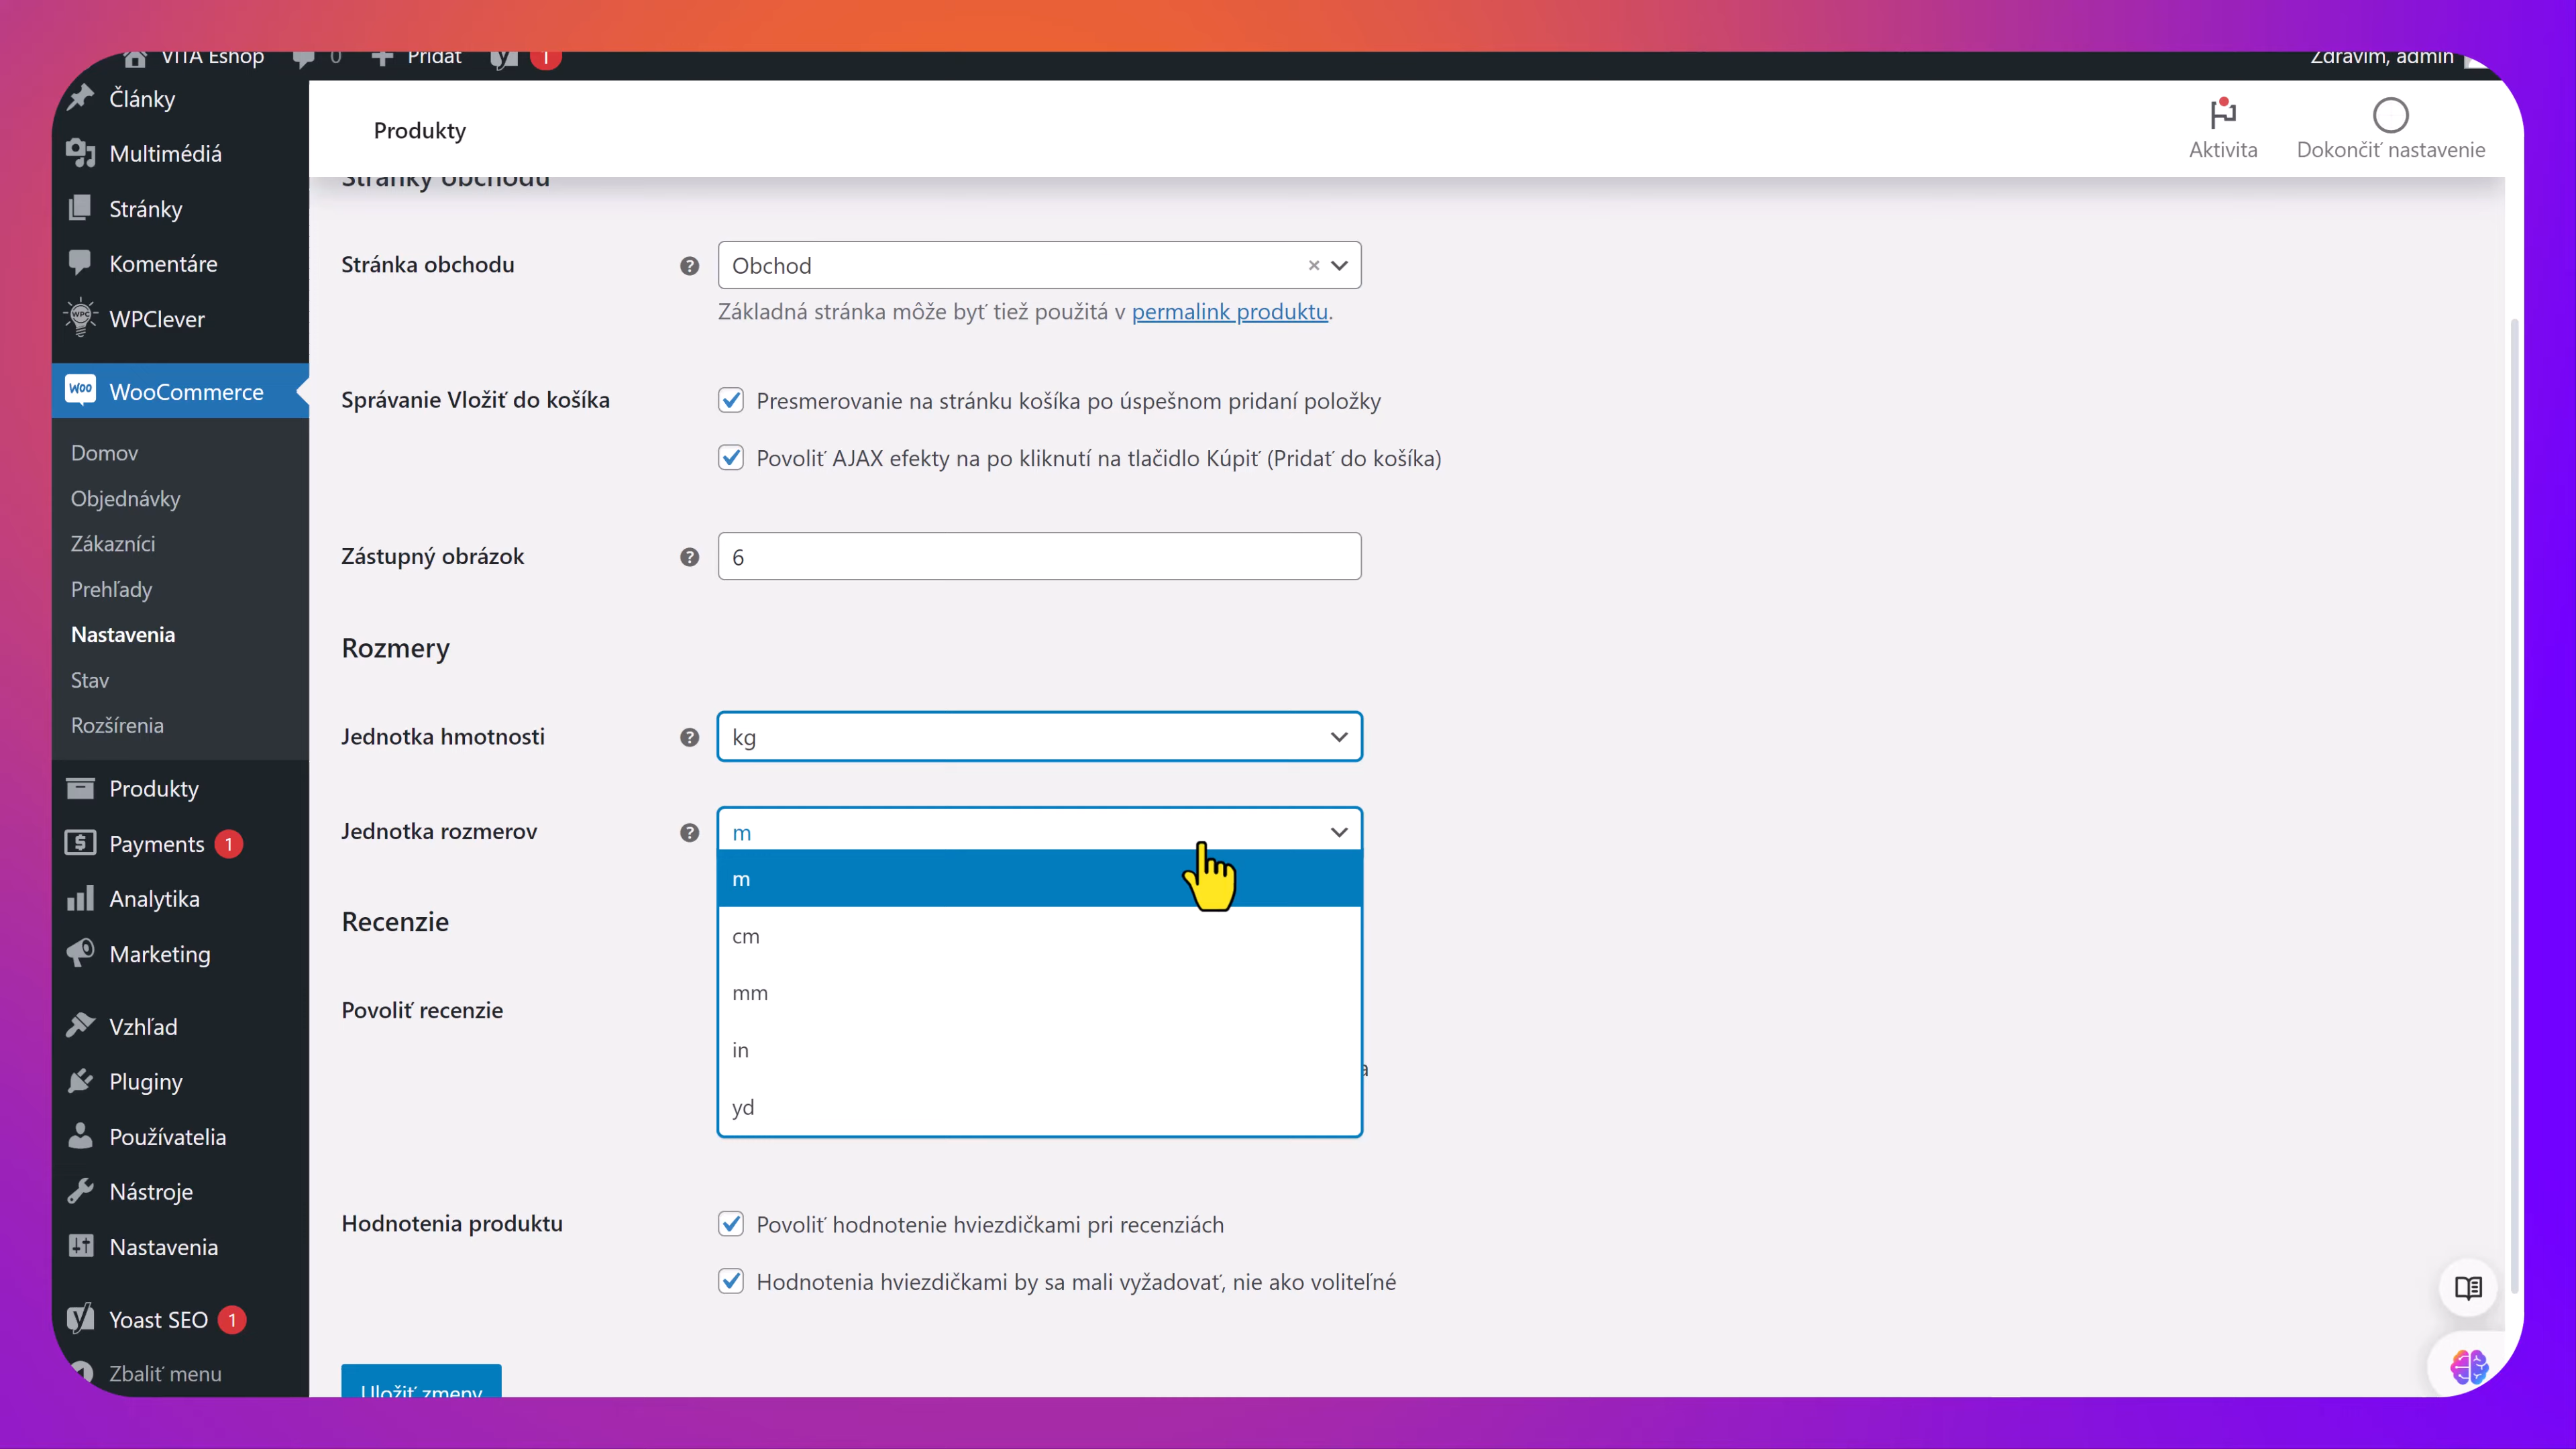 VITA Eshop
0
Pridať
1
Zdravím, admin
Články
Multimédiá
Stránky
Komentáre
WPClever
WooCommerce
Domov
Objednávky
Zákazníci
Prehľady
Nastavenia
Stav
Rozšírenia
Produkty
Payments 1
Analytika
Marketing
Vzhľad
Pluginy
Používatelia
Nástroje
Nastavenia
Yoast SEO 1
Zbaliť menu
Produkty
Aktivita
Dokončiť nastavenie
Stránky obchodu
Stránka obchodu
Obchod
Základná stránka môže byť tiež použitá v permalink produktu.
Správanie Vložiť do košíka
Presmerovanie na stránku košíka po úspešnom pridaní položky
Povoliť AJAX efekty na po kliknutí na tlačidlo Kúpiť (Pridať do košíka)
Zástupný obrázok
6
Rozmery
Jednotka hmotnosti
kg
Jednotka rozmerov
m
m
cm
mm
in
yd
Recenzie
Povoliť recenzie
Hodnotenia produktu
Povoliť hodnotenie hviezdičkami pri recenziách
Hodnotenia hviezdičkami by sa mali vyžadovať, nie ako voliteľné
Uložiť zmeny